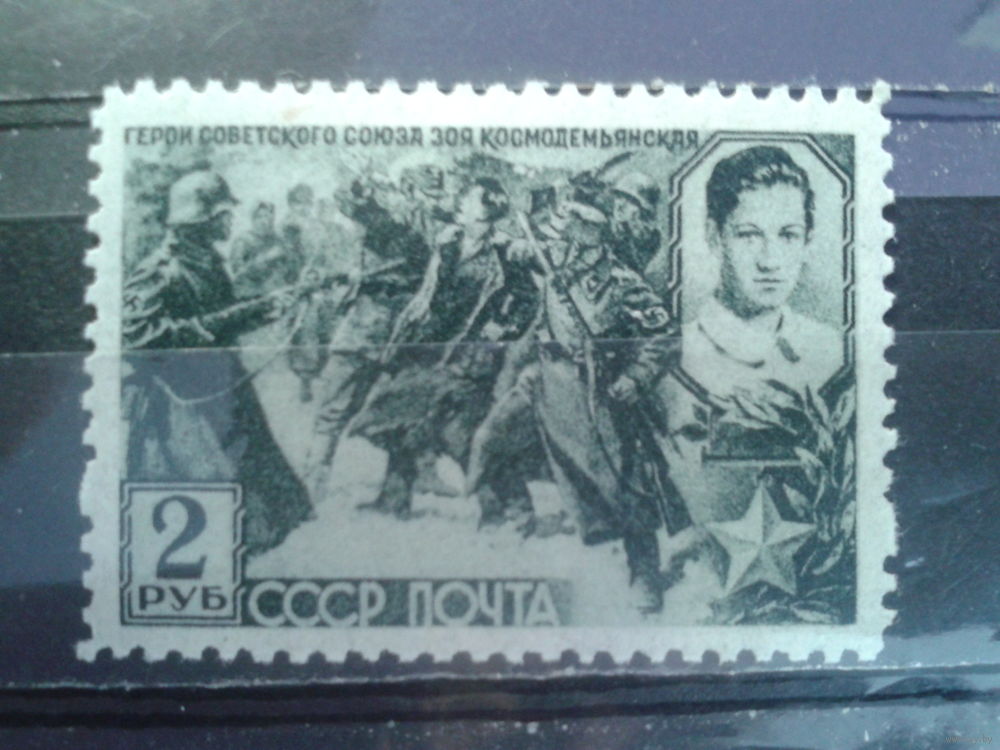 ГЕРОИ СОВЕТСКОГО СОЮЗА ЗОЯ КОСМОДЕМЬЯНСКАЯ
2
РУБ
СССР ПОЧТА